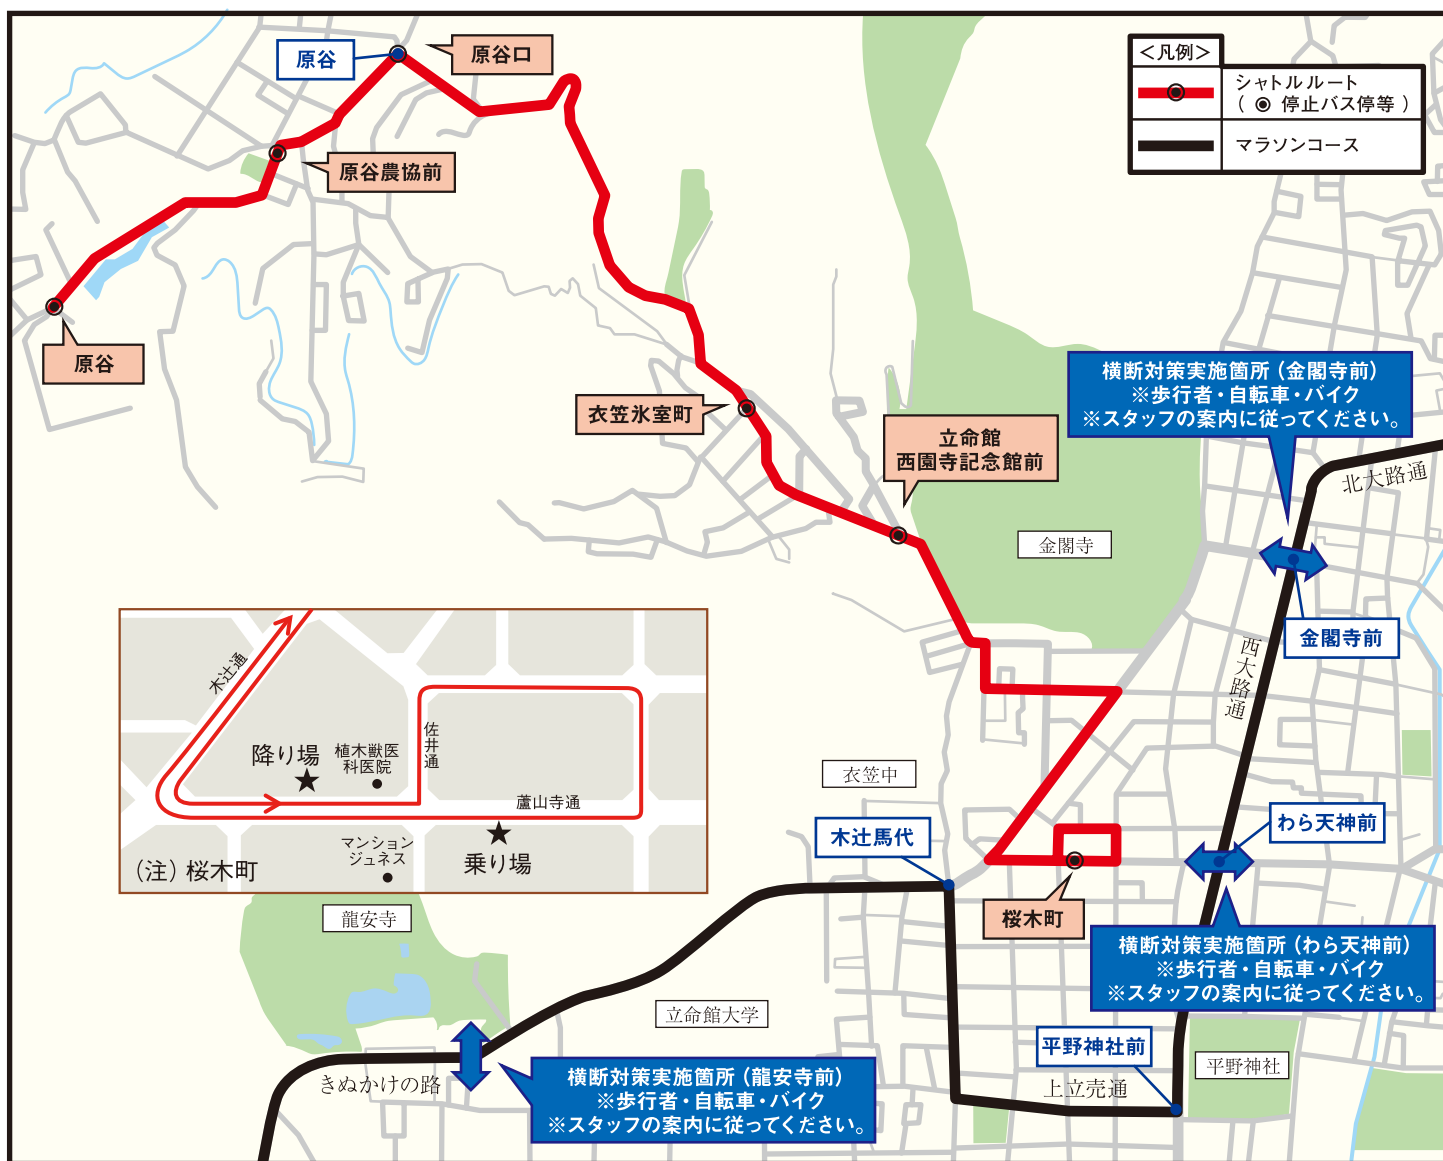 原谷
原谷口
＜凡例＞
シャトルルート
（ ◉ 停止バス停等 ）
マラソンコース
原谷農協前
原谷
横断対策実施箇所（金閣寺前）
※歩行者・自転車・バイク
※スタッフの案内に従ってください。
衣笠氷室町
立命館
西園寺記念館前
北大路通
金閣寺
金閣寺前
西大路通
木辻通
降り場
植木獣医
科医院
佐井通
蘆山寺通
マンション
ジュネス
乗り場
（注）桜木町
衣笠中
木辻馬代
わら天神前
桜木町
龍安寺
横断対策実施箇所（わら天神前）
※歩行者・自転車・バイク
※スタッフの案内に従ってください。
立命館大学
平野神社前
平野神社
きぬかけの路
上立売通
横断対策実施箇所（龍安寺前）
※歩行者・自転車・バイク
※スタッフの案内に従ってください。